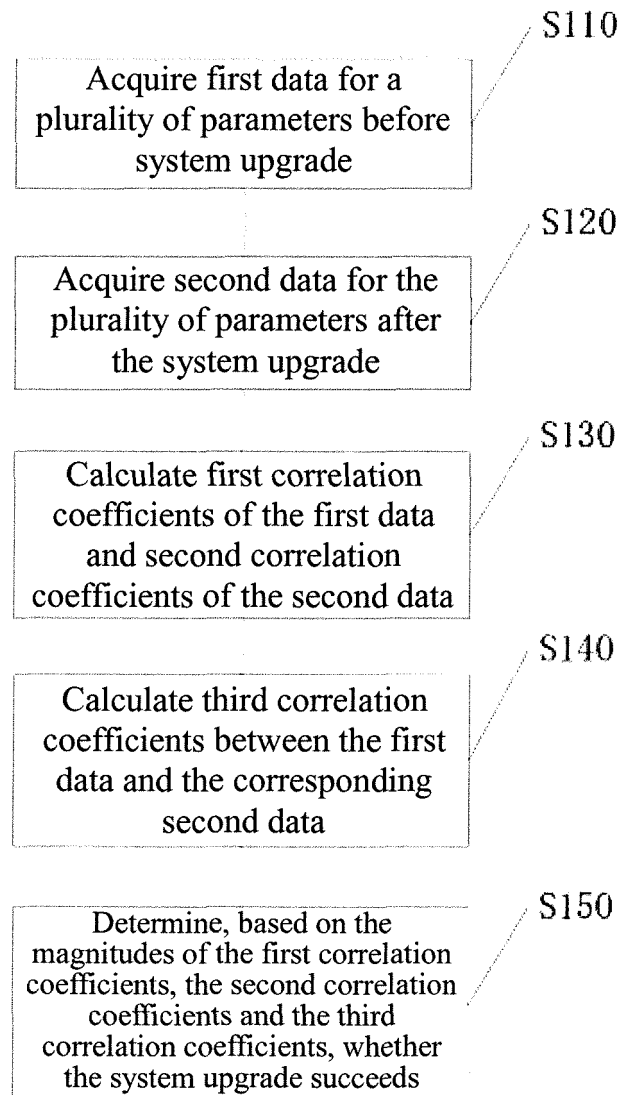 S110
Acquire first data for a
plurality of parameters before
system upgrade
S120
Acquire second data for the
plurality of parameters after
the system upgrade
S130
Calculate first correlation
coefficients of the first data
and second correlation
coefficients of the second data
S140
Calculate third correlation
coefficients between the first
data and the corresponding
second data
S150
Determine, based on the
magnitudes of the first correlation
coefficients, the second correlation
coefficients and the third
correlation coefficients, whether
the system upgrade succeeds